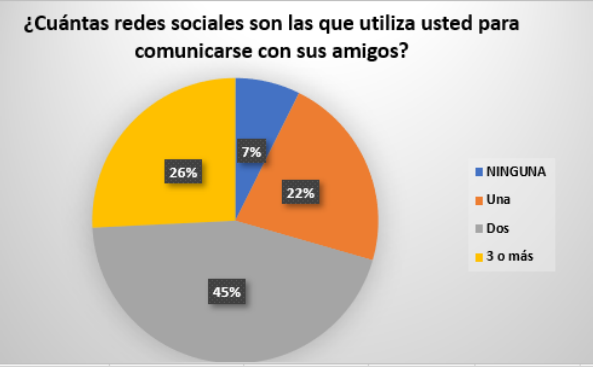 ¿Cuántas redes sociales son las que utiliza usted para
comunicarse con sus amigos?
7%
26%
22%
45%
NINGUNA
Una
Dos
3 o más